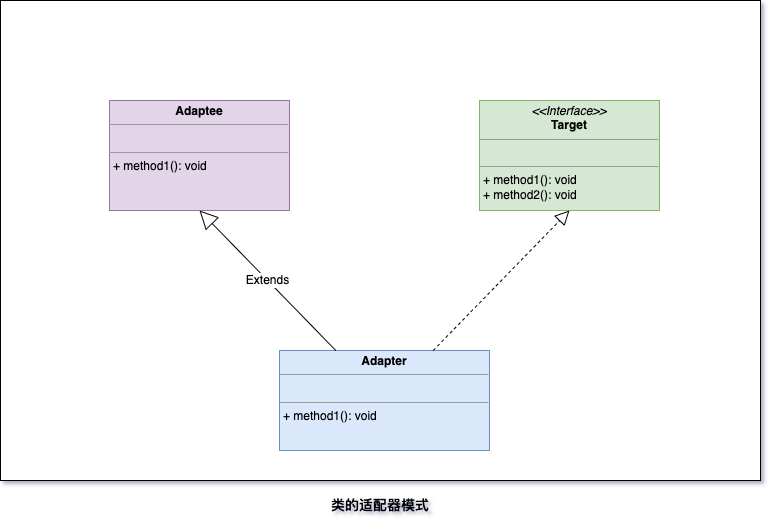 Adaptee
+ method1(): void
<<Interface>>
Target
+ method1(): void
+ method2(): void
Extends
Adapter
+ method1(): void
类的适配器模式